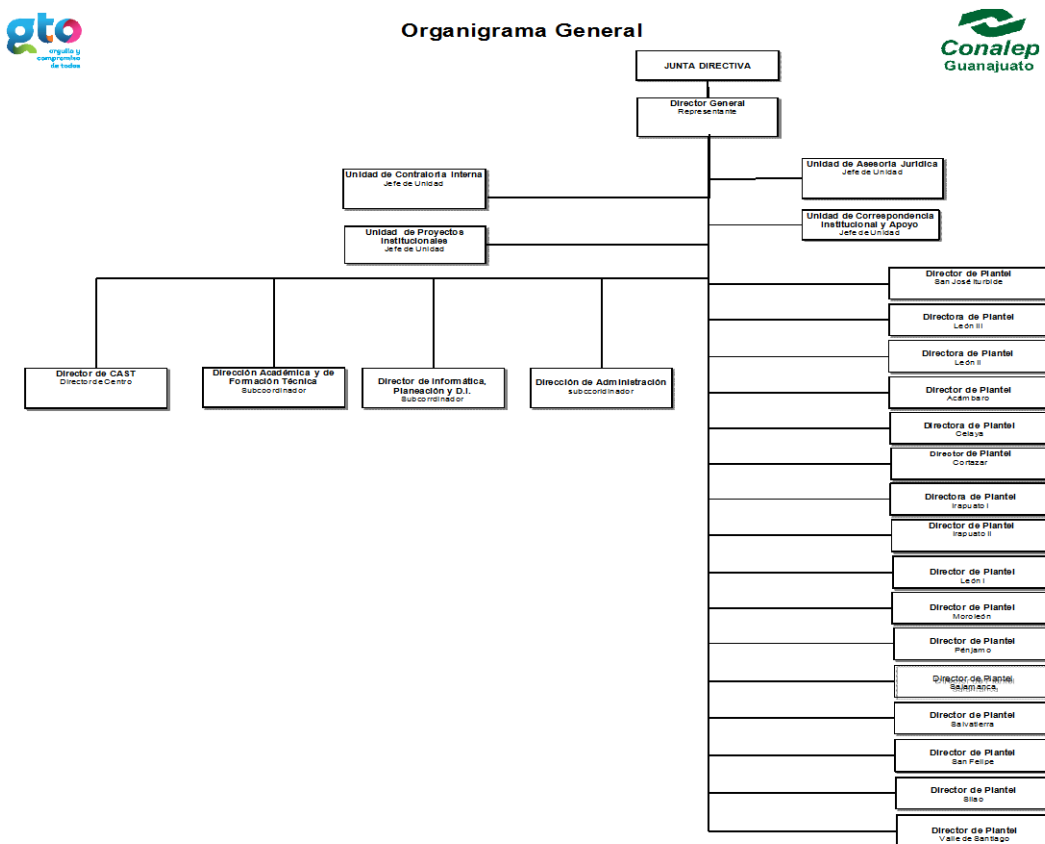 gto
orgullo y
compromiso
de todos
Organigrama General
Conalep
Guanajuato
JUNTA DIRECTIVA
Director General
Representante
Unidad de Contraloría Interna
Jefe de Unidad
Unidad de Asesoría Jurídica
Jefe de Unidad
Unidad de Proyectos
Institucionales
Jefe de Unidad
Unidad de Correspondencia
Institucional y Apoyo
Jefe de Unidad
Director de CAST
Director de Centro
Dirección Académica y de
Formación Técnica
Subcoordinador
Director de Informática,
Planeación y D.I.
Subcorrdinador
Dirección de Administración
subccoridinador
Director de Plantel
San José Iturbide
Directora de Plantel
León III
Directora de Plantel
León II
Director de Plantel
Acámbaro
Directora de Plantel
Celaya
Director de Plantel
Cortazar
Directora de Plantel
Irapuato I
Director de Plantel
Irapuato II
Director de Plantel
León I
Director de Plantel
Moroleón
Director de Plantel
Pénjamo
Director de Plantel
Salamanca
Director de Plantel
Salvatierra
Director de Plantel
San Felipe
Director de Plantel
Silao
Director de Plantel
Valle de Santiago